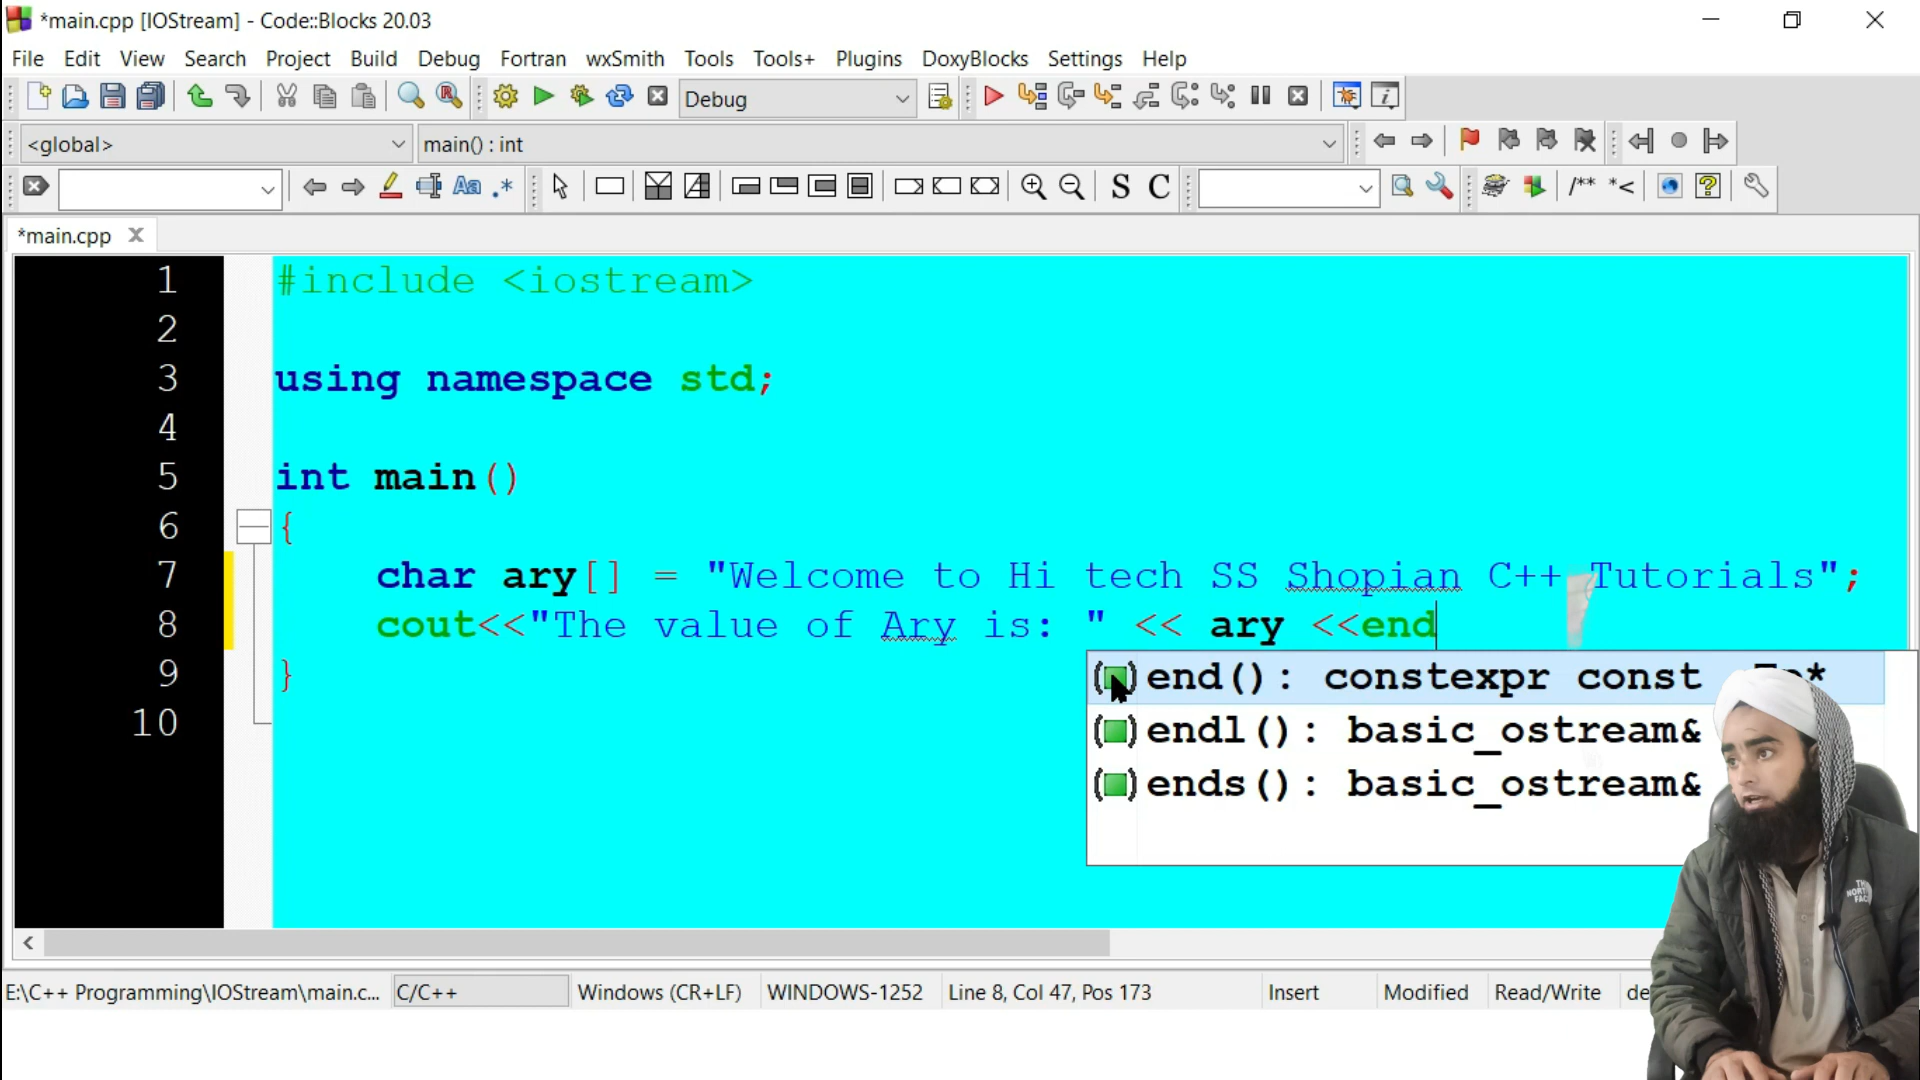 *main.cpp [IOStream] - Code::Blocks 20.03
File Edit View Search Project Build Debug Fortran wxSmith Tools Tools+ Plugins DoxyBlocks Settings Help
Debug
<global> main() : int
S C /** *<
*main.cpp
1 #include <iostream>
2
3 using namespace std;
4
5 int main()
6 {
7 char ary[] = "Welcome to Hi tech SS Shopian C++ Tutorials";
8 cout<<"The value of Ary is: " << ary <<end
9 }
10
end(): constexpr const
endl(): basic_ostream&
ends(): basic_ostream&
THE NORTH FACE
E:\C++ Programming\IOStream\main.c... C/C++ Windows (CR+LF) WINDOWS-1252 Line 8, Col 47, Pos 173 Insert Modified Read/Write de